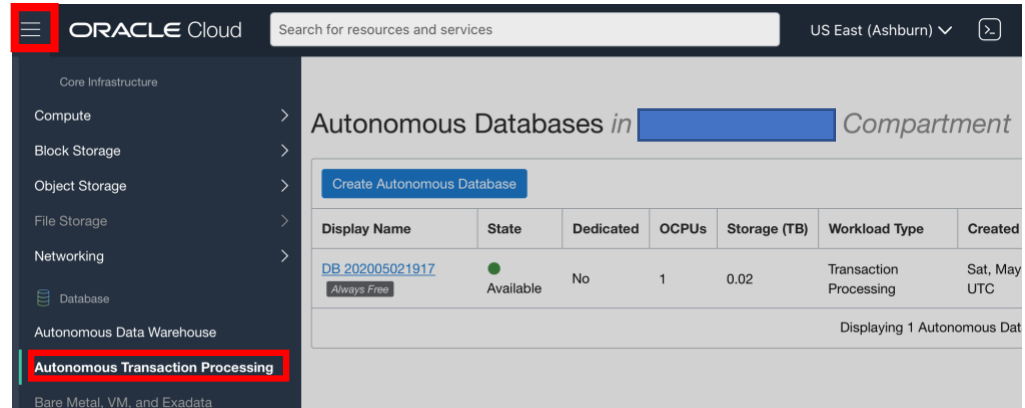 ORACLE Cloud
Search for resources and services
US East (Ashburn)
Core Infrastructure
Compute
Block Storage
Object Storage
File Storage
Networking
Database
Autonomous Data Warehouse
Autonomous Transaction Processing
Bare Metal, VM, and Exadata
Autonomous Databases in Compartment
Create Autonomous Database
Display Name State Dedicated OCPUs Storage (TB) Workload Type Created
DB 202005021917 Available No 1 0.02 Transaction Processing Sat, May UTC
Always Free
Displaying 1 Autonomous Dat